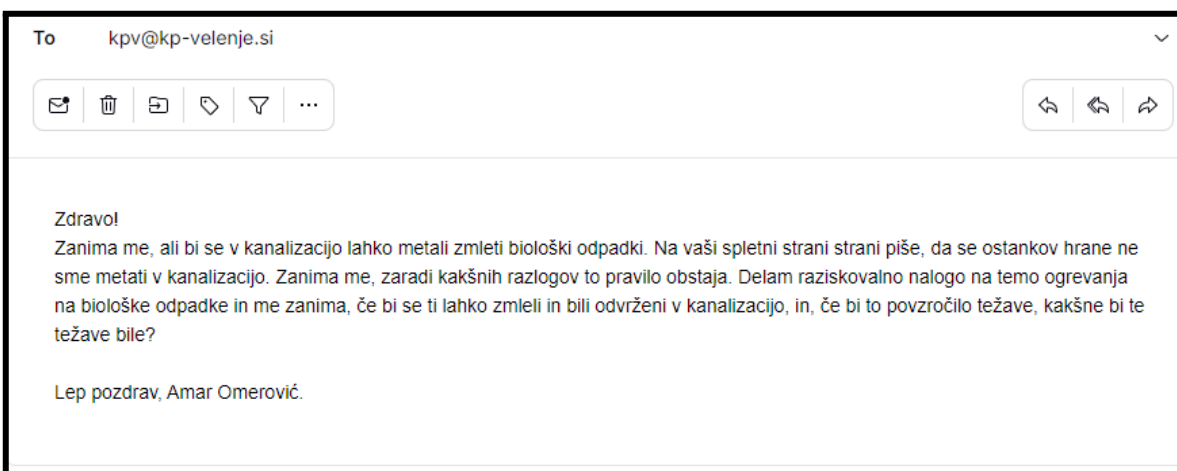 To kpv@kp-velenje.si
Zdravo!
Zanima me, ali bi se v kanalizacijo lahko metali zmleti biološki odpadki. Na vaši spletni strani strani piše, da se ostankov hrane ne
sme metati v kanalizacijo. Zanima me, zaradi kakšnih razlogov to pravilo obstaja. Delam raziskovalno nalogo na temo ogrevanja
na biološke odpadke in me zanima, če bi se ti lahko zmleli in bili odvrženi v kanalizacijo, in, če bi to povzročilo težave, kakšne bi te
težave bile?
Lep pozdrav, Amar Omerović.